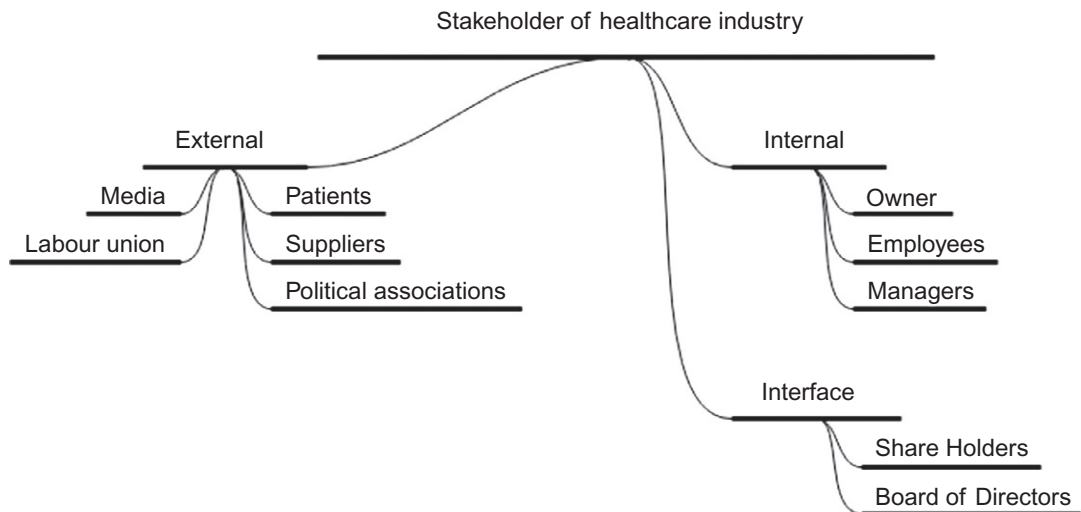 Stakeholder of healthcare industry
External
Media
Labour union
Patients
Suppliers
Political associations
Internal
Owner
Employees
Managers
Interface
Share Holders
Board of Directors